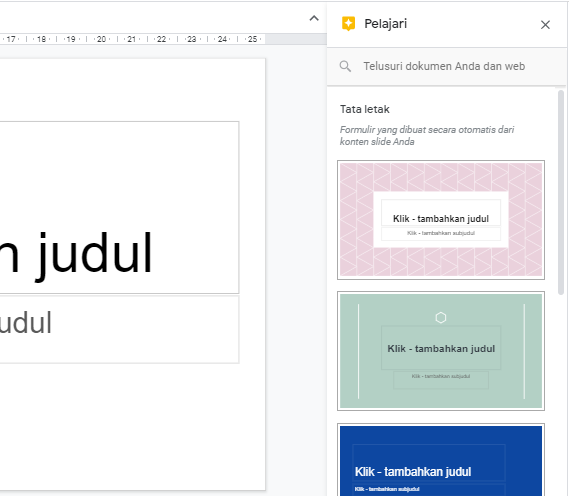 Pelajari
17 18 19 20 21 22 23 24 25
Telusuri dokumen Anda dan web
Tata letak
Formulir yang dibuat secara otomatis dari
konten slide Anda
n judul
udul
Klik - tambahkan judul
Klik - tambahkan subjudul
Klik - tambahkan judul
Klik - tambahkan subjudul
Klik - tambahkan judul
Klik - tambahkan subjudul